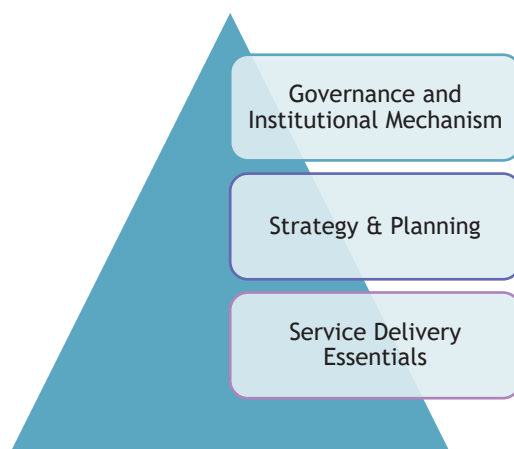 Governance and
Institutional Mechanism
Strategy & Planning
Service Delivery
Essentials